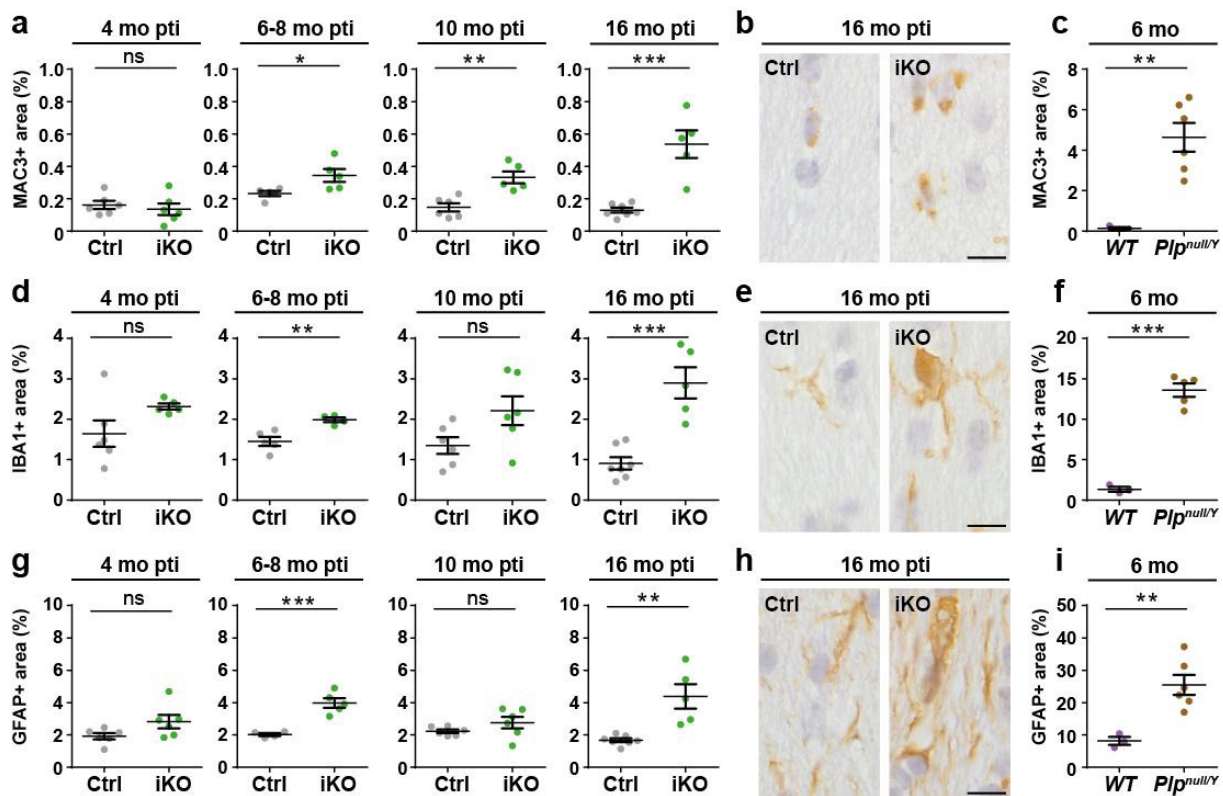 a 4 mo pti 6-8 mo pti 10 mo pti 16 mo pti b 16 mo pti c 6 mo
ns * ** *** Ctrl iKO **
MAC3+ area (%) 1.0 0.8 0.6 0.4 0.2 0 Ctrl iKO
1.0 0.8 0.6 0.4 0.2 0 Ctrl iKO
1.0 0.8 0.6 0.4 0.2 0 Ctrl iKO
1.0 0.8 0.6 0.4 0.2 0 Ctrl iKO
MAC3+ area (%) 8 6 4 2 0 WT Plpnull/Y
d 4 mo pti 6-8 mo pti 10 mo pti 16 mo pti e 16 mo pti f 6 mo
ns ** ns *** Ctrl iKO ***
IBA1+ area (%) 4 3 2 1 0 Ctrl iKO
4 3 2 1 0 Ctrl iKO
4 3 2 1 0 Ctrl iKO
4 3 2 1 0 Ctrl iKO
IBA1+ area (%) 20 15 10 5 0 WT Plpnull/Y
g 4 mo pti 6-8 mo pti 10 mo pti 16 mo pti h 16 mo pti i 6 mo
ns *** ns ** Ctrl iKO **
GFAP+ area (%) 10 8 6 4 2 0 Ctrl iKO
10 8 6 4 2 0 Ctrl iKO
10 8 6 4 2 0 Ctrl iKO
10 8 6 4 2 0 Ctrl iKO
GFAP+ area (%) 50 40 30 20 10 0 WT Plpnull/Y